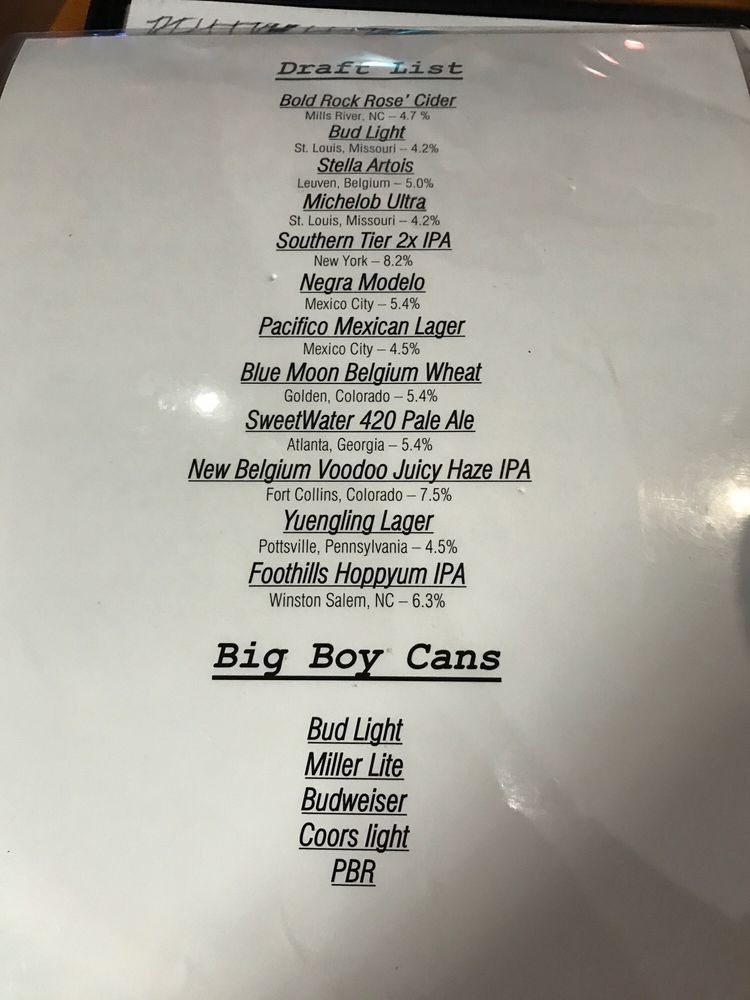 Draft List
Bold Rock Rose' Cider
Mills River, NC – 4.7 %
Bud Light
St. Louis, Missouri – 4.2%
Stella Artois
Leuven, Belgium – 5.0%
Michelob Ultra
St. Louis, Missouri – 4.2%
Southern Tier 2x IPA
New York – 8.2%
Negra Modelo
Mexico City – 5.4%
Pacifico Mexican Lager
Mexico City – 4.5%
Blue Moon Belgium Wheat
Golden, Colorado – 5.4%
SweetWater 420 Pale Ale
Atlanta, Georgia – 5.4%
New Belgium Voodoo Juicy Haze IPA
Fort Collins, Colorado – 7.5%
Yuengling Lager
Pottsville, Pennsylvania – 4.5%
Foothills Hoppyum IPA
Winston Salem, NC – 6.3%
Big Boy Cans
Bud Light
Miller Lite
Budweiser
Coors light
PBR